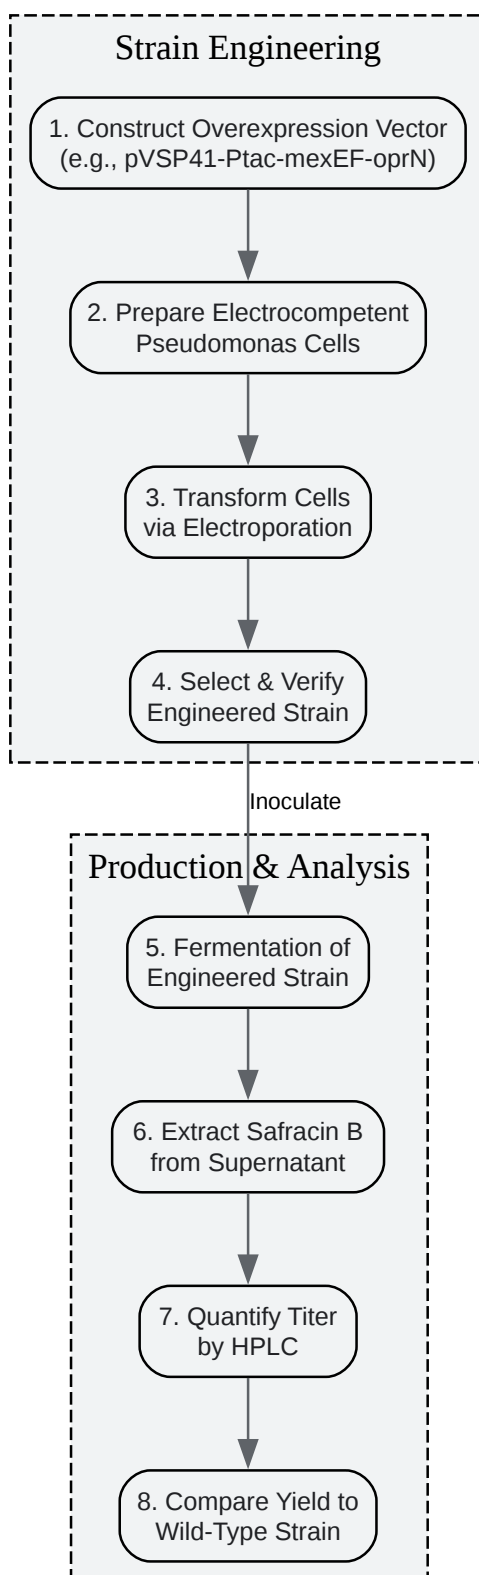 Strain Engineering
1. Construct Overexpression Vector
(e.g., pVSP41-Ptac-mexEF-oprN)
2. Prepare Electrocompetent
Pseudomonas Cells
3. Transform Cells
via Electroporation
4. Select & Verify
Engineered Strain
Inoculate
Production & Analysis
5. Fermentation of
Engineered Strain
6. Extract Safracin B
from Supernatant
7. Quantify Titer
by HPLC
8. Compare Yield to
Wild-Type Strain